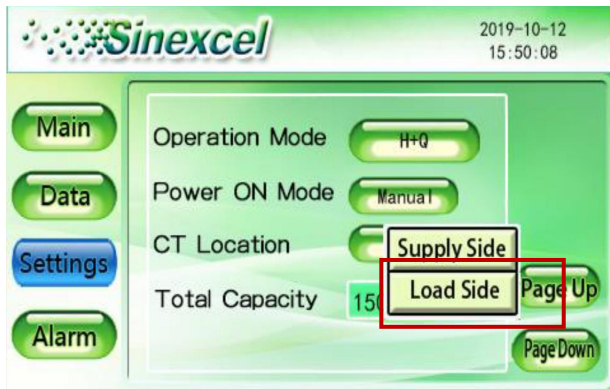 Sinexcel
2019-10-12
15:50:08
Main
Data
Settings
Alarm
Operation Mode H+Q
Power ON Mode Manual
CT Location
Supply Side
Load Side
Total Capacity 150
Page Up
Page Down